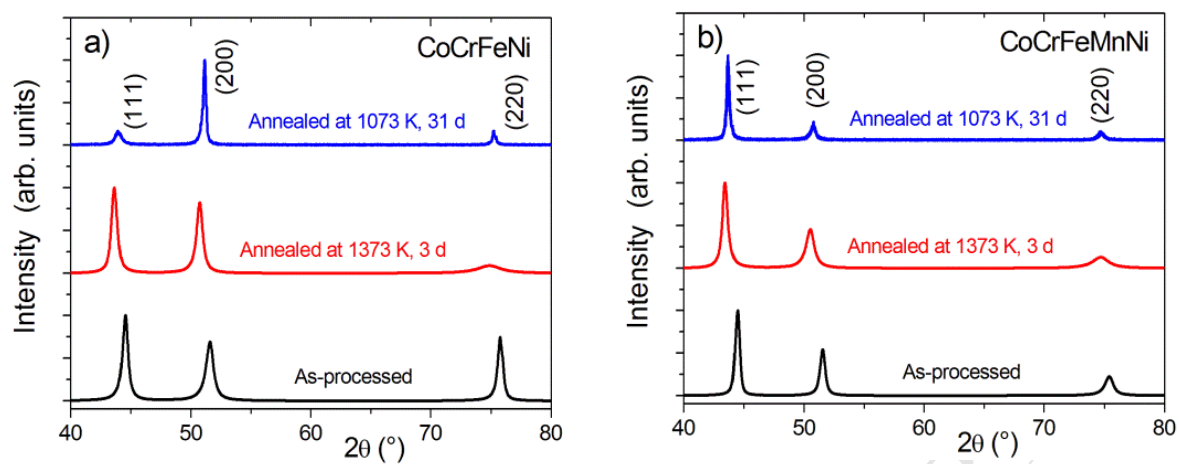 a)
CoCrFeNi
(111)
(200)
(220)
Annealed at 1073 K, 31 d
Annealed at 1373 K, 3 d
As-processed
Intensity (arb. units)
40 50 60 70 80
2θ (°)
b)
CoCrFeMnNi
(111)
(200)
(220)
Annealed at 1073 K, 31 d
Annealed at 1373 K, 3 d
As-processed
Intensity (arb. units)
40 50 60 70 80
2θ (°)